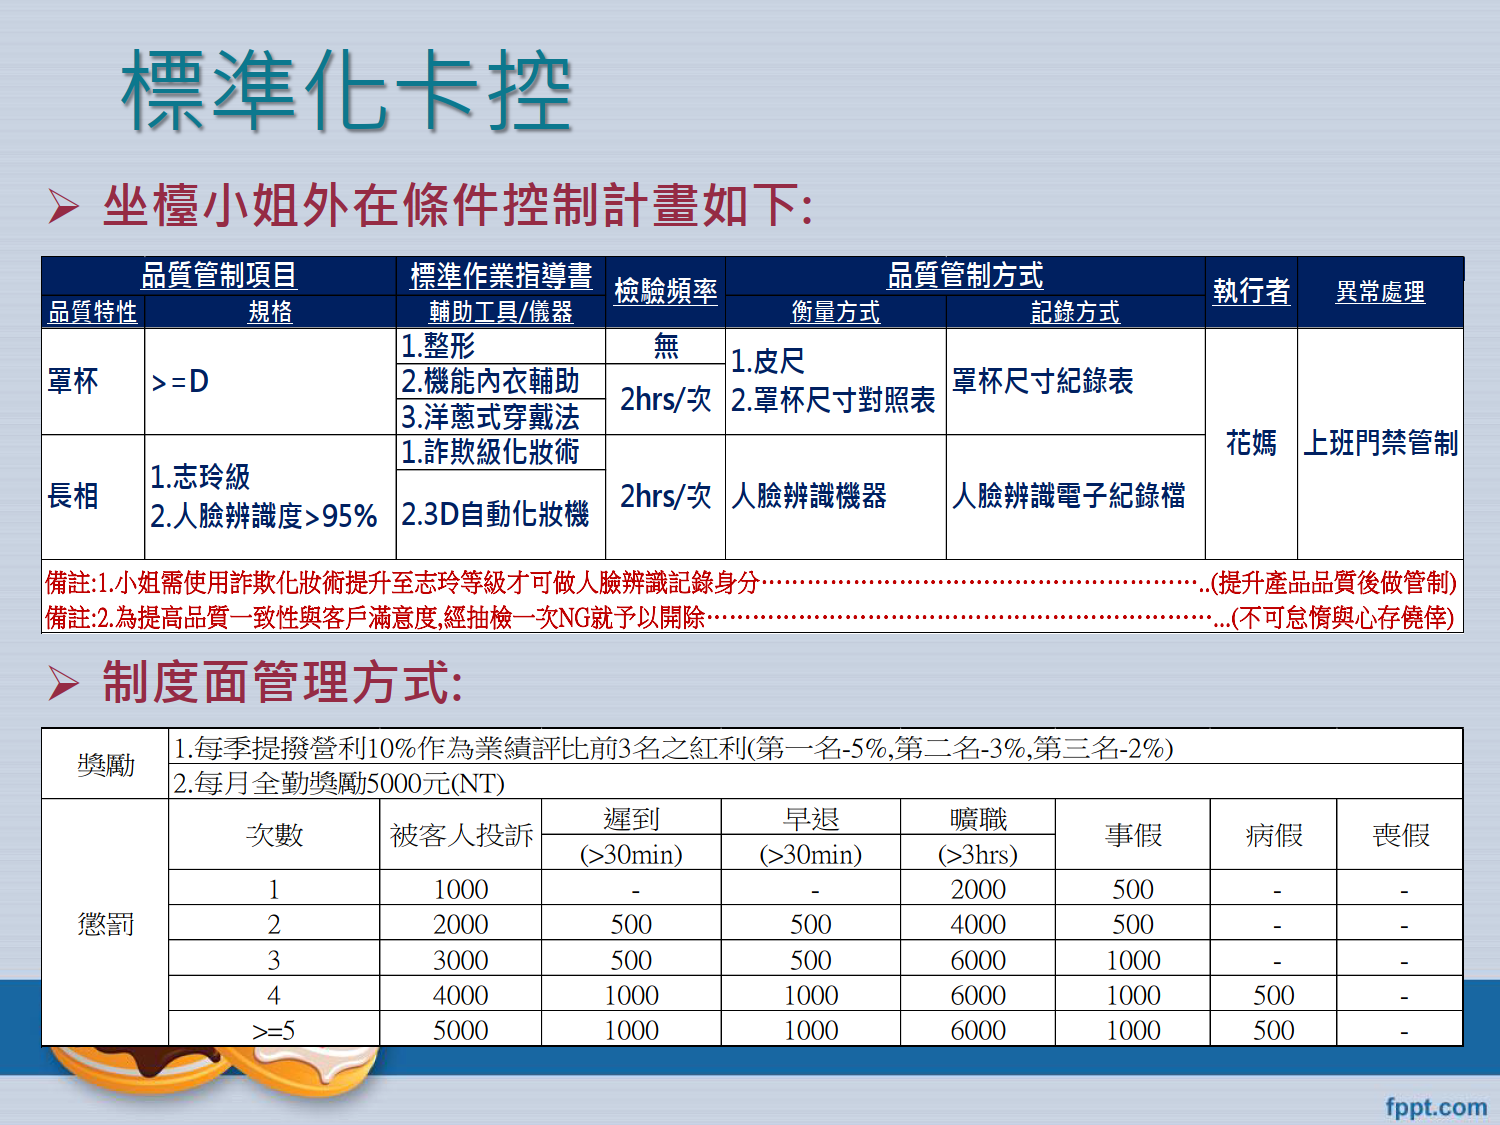 標準化卡控
➢ 坐檯小姐外在條件控制計畫如下:
品質管制項目 標準作業指導書 檢驗頻率 品質管制方式 執行者 異常處理
品質特性 規格 輔助工具/儀器 衡量方式 記錄方式
罩杯 >=D 1.整形 無 1.皮尺 罩杯尺寸紀錄表
2.機能內衣輔助 2hrs/次 2.罩杯尺寸對照表
3.洋蔥式穿戴法
花媽 上班門禁管制
長相 1.志玲級 1.詐欺級化妝術 2hrs/次 人臉辨識機器 人臉辨識電子紀錄檔
2.人臉辨識度>95% 2.3D自動化妝機
備註:1.小姐需使用詐欺化妝術提升至志玲等級才可做人臉辨識記錄身分⋯⋯⋯⋯⋯⋯⋯⋯⋯⋯⋯⋯⋯⋯⋯⋯⋯⋯⋯..(提升產品品質後做管制)
備註:2.為提高品質一致性與客戶滿意度,經抽檢一次NG就予以開除⋯⋯⋯⋯⋯⋯⋯⋯⋯⋯⋯⋯⋯⋯⋯⋯⋯⋯⋯⋯⋯⋯...(不可怠惰與心存僥倖)
➢ 制度面管理方式:
獎勵 1.每季提撥營利10%作為業績評比前3名之紅利(第一名-5%,第二名-3%,第三名-2%)
2.每月全勤獎勵5000元(NT)
懲罰 次數 被客人投訴 遲到 早退 曠職 事假 病假 喪假
(>30min) (>30min) (>3hrs)
1 1000 - - 2000 500 - -
2 2000 500 500 4000 500 - -
3 3000 500 500 6000 1000 - -
4 4000 1000 1000 6000 1000 500 -
>=5 5000 1000 1000 6000 1000 500 -
fppt.com